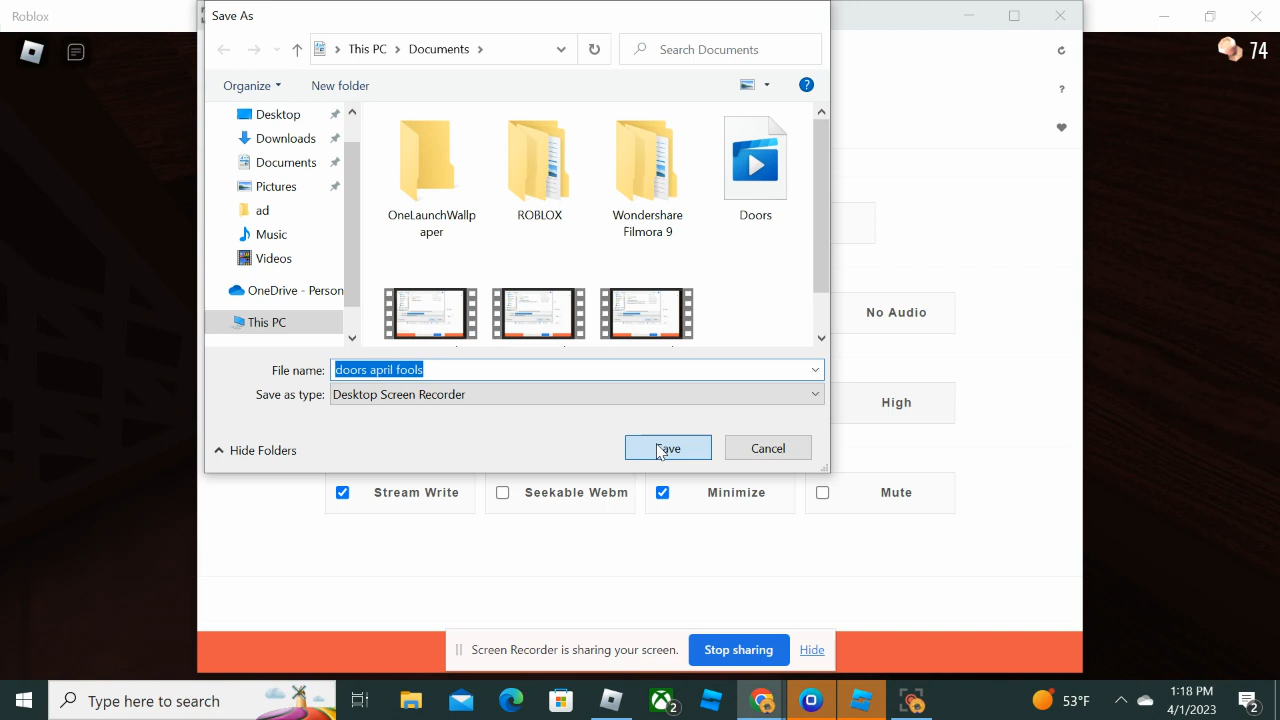 Roblox
Save As
This PC
Documents
Search Documents
74
Organize
New folder
?
?
Desktop
Downloads
Documents
Pictures
ad
Music
Videos
OneDrive - Person
This PC
OneLaunchWallp
aper
ROBLOX
Wondershare
Filmora 9
Doors
No Audio
File name:
doors april fools
Save as type:
Desktop Screen Recorder
High
Hide Folders
Cancel
Stream Write
Seekable Webm
Minimize
Mute
Screen Recorder is sharing your screen.
Stop sharing
Hide
Type here to search
2
53°F
1:18 PM
4/1/2023
2